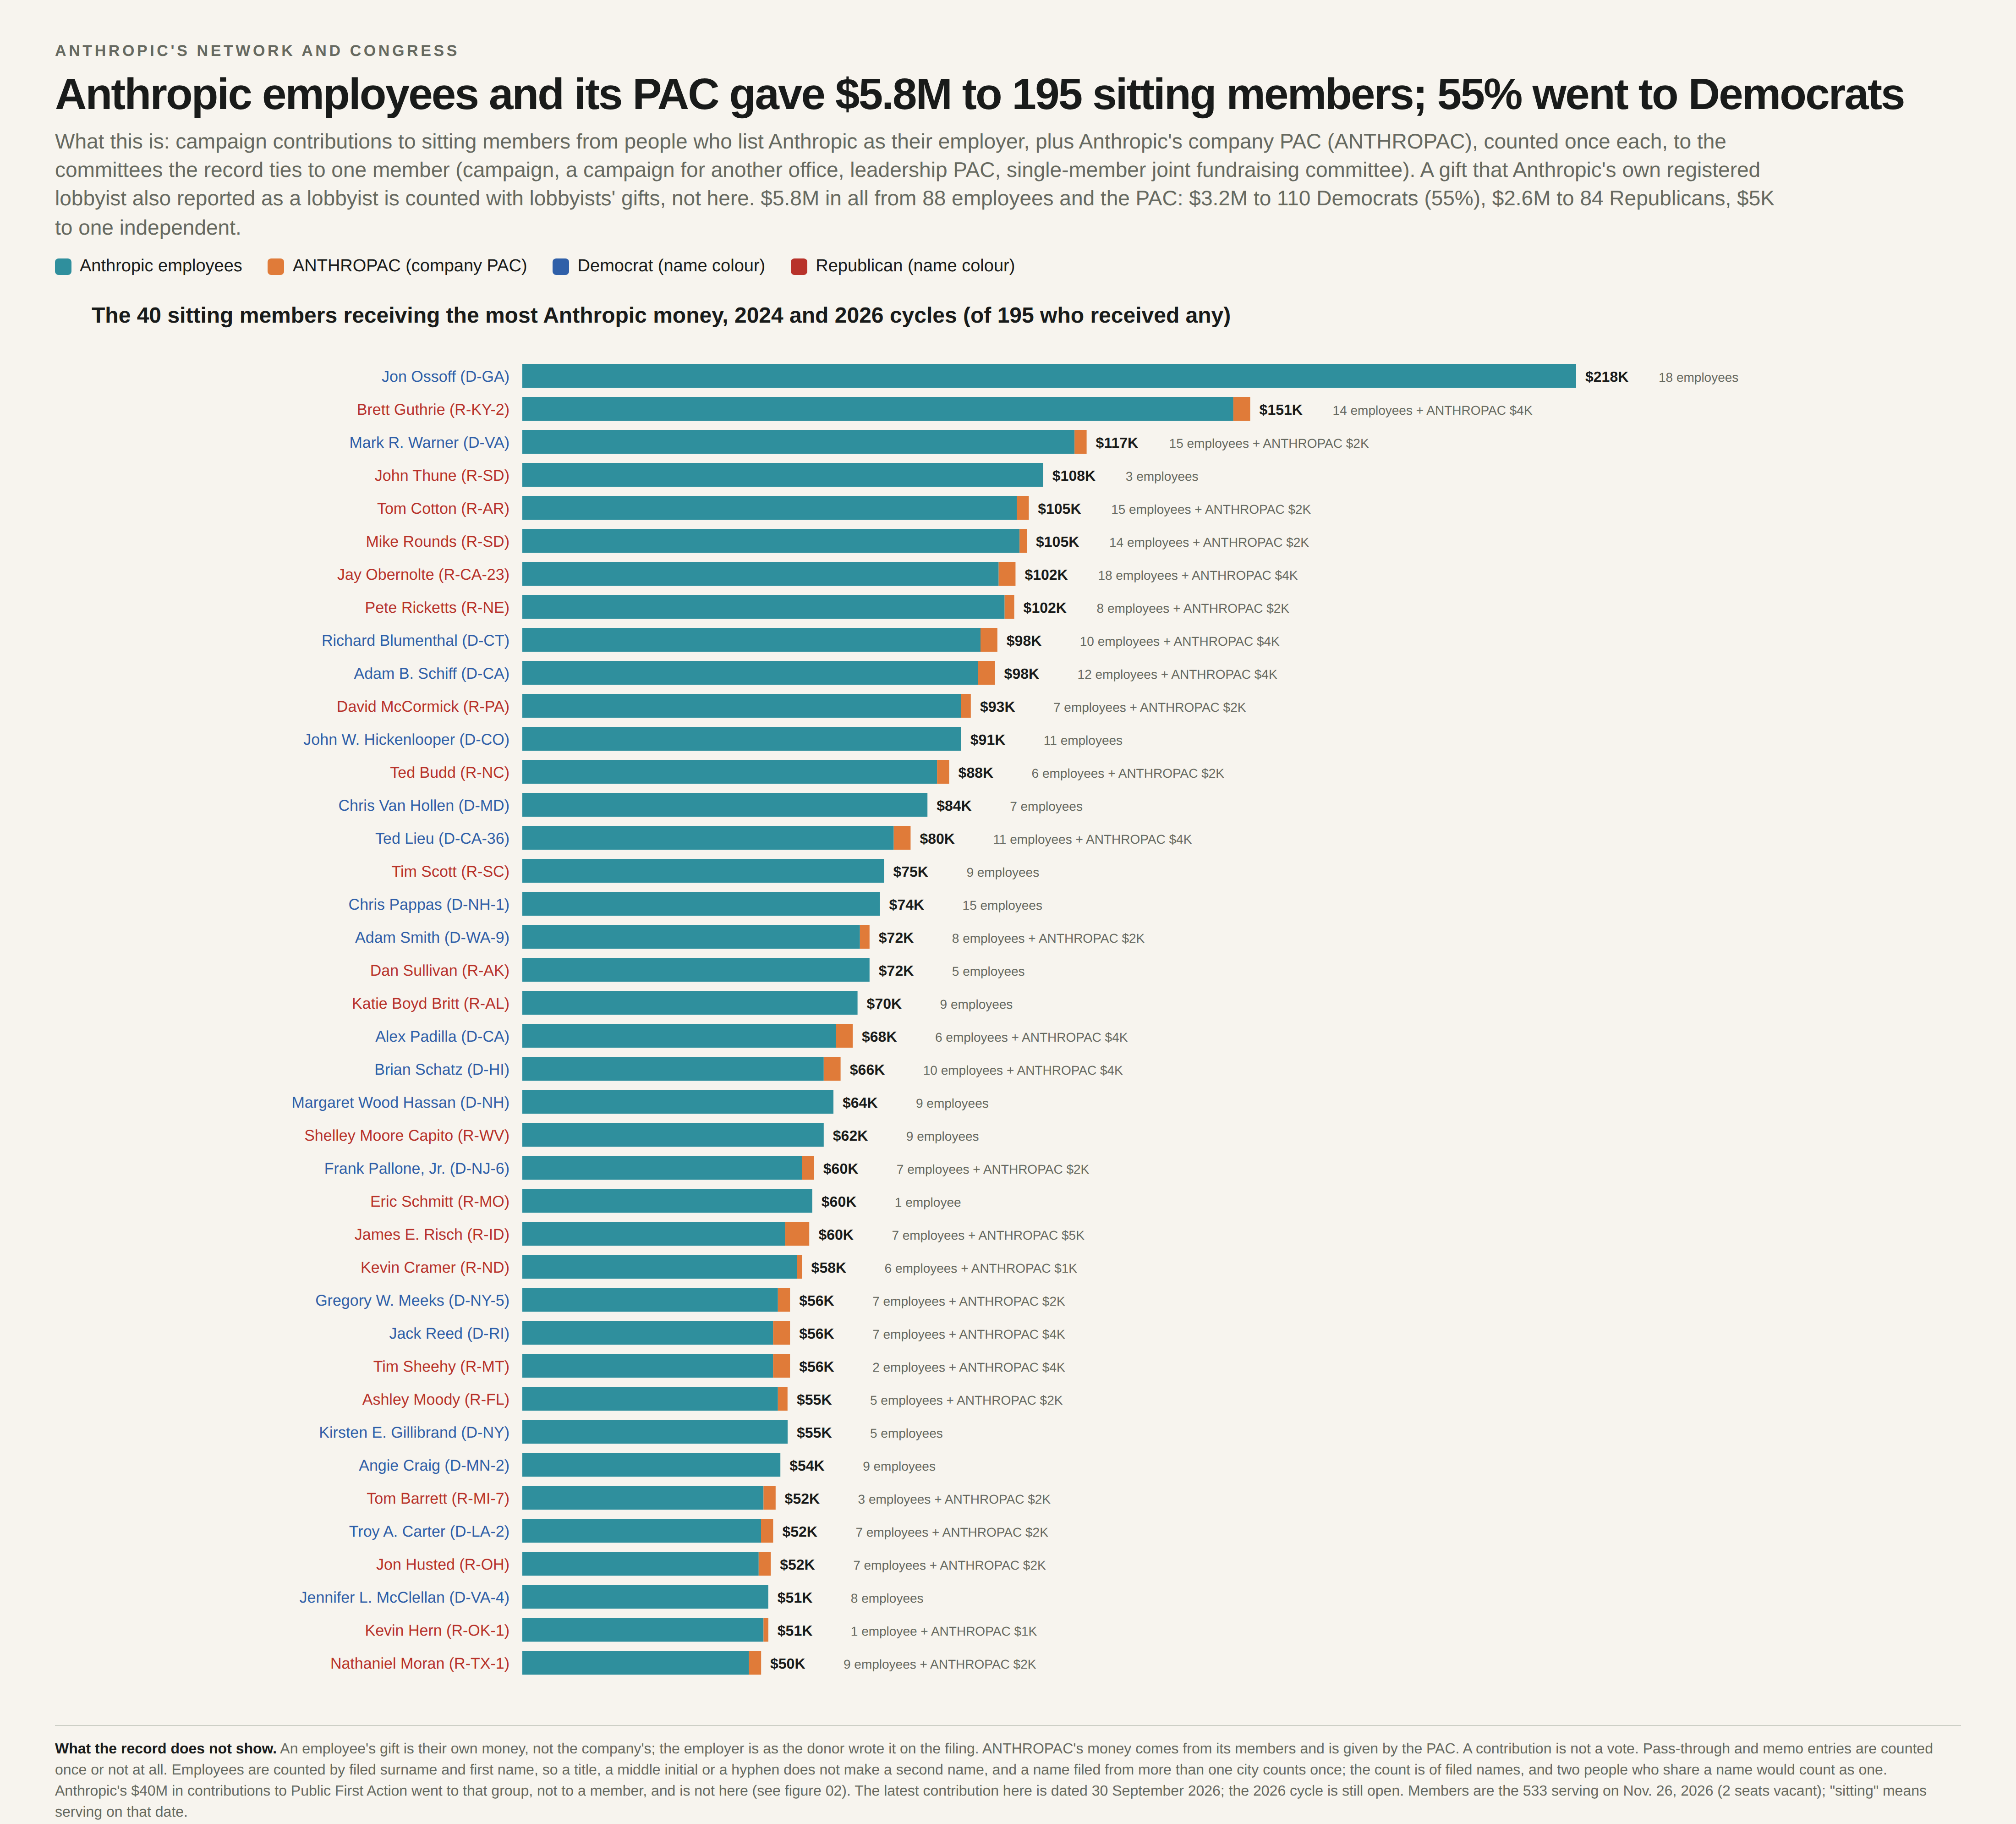 ANTHROPIC'S NETWORK AND CONGRESS
Anthropic employees and its PAC gave $5.8M to 195 sitting members; 55% went to Democrats
What this is: campaign contributions to sitting members from people who list Anthropic as their employer, plus Anthropic's company PAC (ANTHROPAC), counted once each, to the
committees the record ties to one member (campaign, a campaign for another office, leadership PAC, single-member joint fundraising committee). A gift that Anthropic's own registered
lobbyist also reported as a lobbyist is counted with lobbyists' gifts, not here. $5.8M in all from 88 employees and the PAC: $3.2M to 110 Democrats (55%), $2.6M to 84 Republicans, $5K
to one independent.
Anthropic employees ANTHROPAC (company PAC) Democrat (name colour) Republican (name colour)
The 40 sitting members receiving the most Anthropic money, 2024 and 2026 cycles (of 195 who received any)
Jon Ossoff (D-GA) $218K 18 employees
Brett Guthrie (R-KY-2) $151K 14 employees + ANTHROPAC $4K
Mark R. Warner (D-VA) $117K 15 employees + ANTHROPAC $2K
John Thune (R-SD) $108K 3 employees
Tom Cotton (R-AR) $105K 15 employees + ANTHROPAC $2K
Mike Rounds (R-SD) $105K 14 employees + ANTHROPAC $2K
Jay Obernolte (R-CA-23) $102K 18 employees + ANTHROPAC $4K
Pete Ricketts (R-NE) $102K 8 employees + ANTHROPAC $2K
Richard Blumenthal (D-CT) $98K 10 employees + ANTHROPAC $4K
Adam B. Schiff (D-CA) $98K 12 employees + ANTHROPAC $4K
David McCormick (R-PA) $93K 7 employees + ANTHROPAC $2K
John W. Hickenlooper (D-CO) $91K 11 employees
Ted Budd (R-NC) $88K 6 employees + ANTHROPAC $2K
Chris Van Hollen (D-MD) $84K 7 employees
Ted Lieu (D-CA-36) $80K 11 employees + ANTHROPAC $4K
Tim Scott (R-SC) $75K 9 employees
Chris Pappas (D-NH-1) $74K 15 employees
Adam Smith (D-WA-9) $72K 8 employees + ANTHROPAC $2K
Dan Sullivan (R-AK) $72K 5 employees
Katie Boyd Britt (R-AL) $70K 9 employees
Alex Padilla (D-CA) $68K 6 employees + ANTHROPAC $4K
Brian Schatz (D-HI) $66K 10 employees + ANTHROPAC $4K
Margaret Wood Hassan (D-NH) $64K 9 employees
Shelley Moore Capito (R-WV) $62K 9 employees
Frank Pallone, Jr. (D-NJ-6) $60K 7 employees + ANTHROPAC $2K
Eric Schmitt (R-MO) $60K 1 employee
James E. Risch (R-ID) $60K 7 employees + ANTHROPAC $5K
Kevin Cramer (R-ND) $58K 6 employees + ANTHROPAC $1K
Gregory W. Meeks (D-NY-5) $56K 7 employees + ANTHROPAC $2K
Jack Reed (D-RI) $56K 7 employees + ANTHROPAC $4K
Tim Sheehy (R-MT) $56K 2 employees + ANTHROPAC $4K
Ashley Moody (R-FL) $55K 5 employees + ANTHROPAC $2K
Kirsten E. Gillibrand (D-NY) $55K 5 employees
Angie Craig (D-MN-2) $54K 9 employees
Tom Barrett (R-MI-7) $52K 3 employees + ANTHROPAC $2K
Troy A. Carter (D-LA-2) $52K 7 employees + ANTHROPAC $2K
Jon Husted (R-OH) $52K 7 employees + ANTHROPAC $2K
Jennifer L. McClellan (D-VA-4) $51K 8 employees
Kevin Hern (R-OK-1) $51K 1 employee + ANTHROPAC $1K
Nathaniel Moran (R-TX-1) $50K 9 employees + ANTHROPAC $2K
What the record does not show. An employee's gift is their own money, not the company's; the employer is as the donor wrote it on the filing. ANTHROPAC's money comes from its members and is given by the PAC. A contribution is not a vote. Pass-through and memo entries are counted
once or not at all. Employees are counted by filed surname and first name, so a title, a middle initial or a hyphen does not make a second name, and a name filed from more than one city counts once; the count is of filed names, and two people who share a name would count as one.
Anthropic's $40M in contributions to Public First Action went to that group, not to a member, and is not here (see figure 02). The latest contribution here is dated 30 September 2026; the 2026 cycle is still open. Members are the 533 serving on Nov. 26, 2026 (2 seats vacant); "sitting" means
serving on that date.